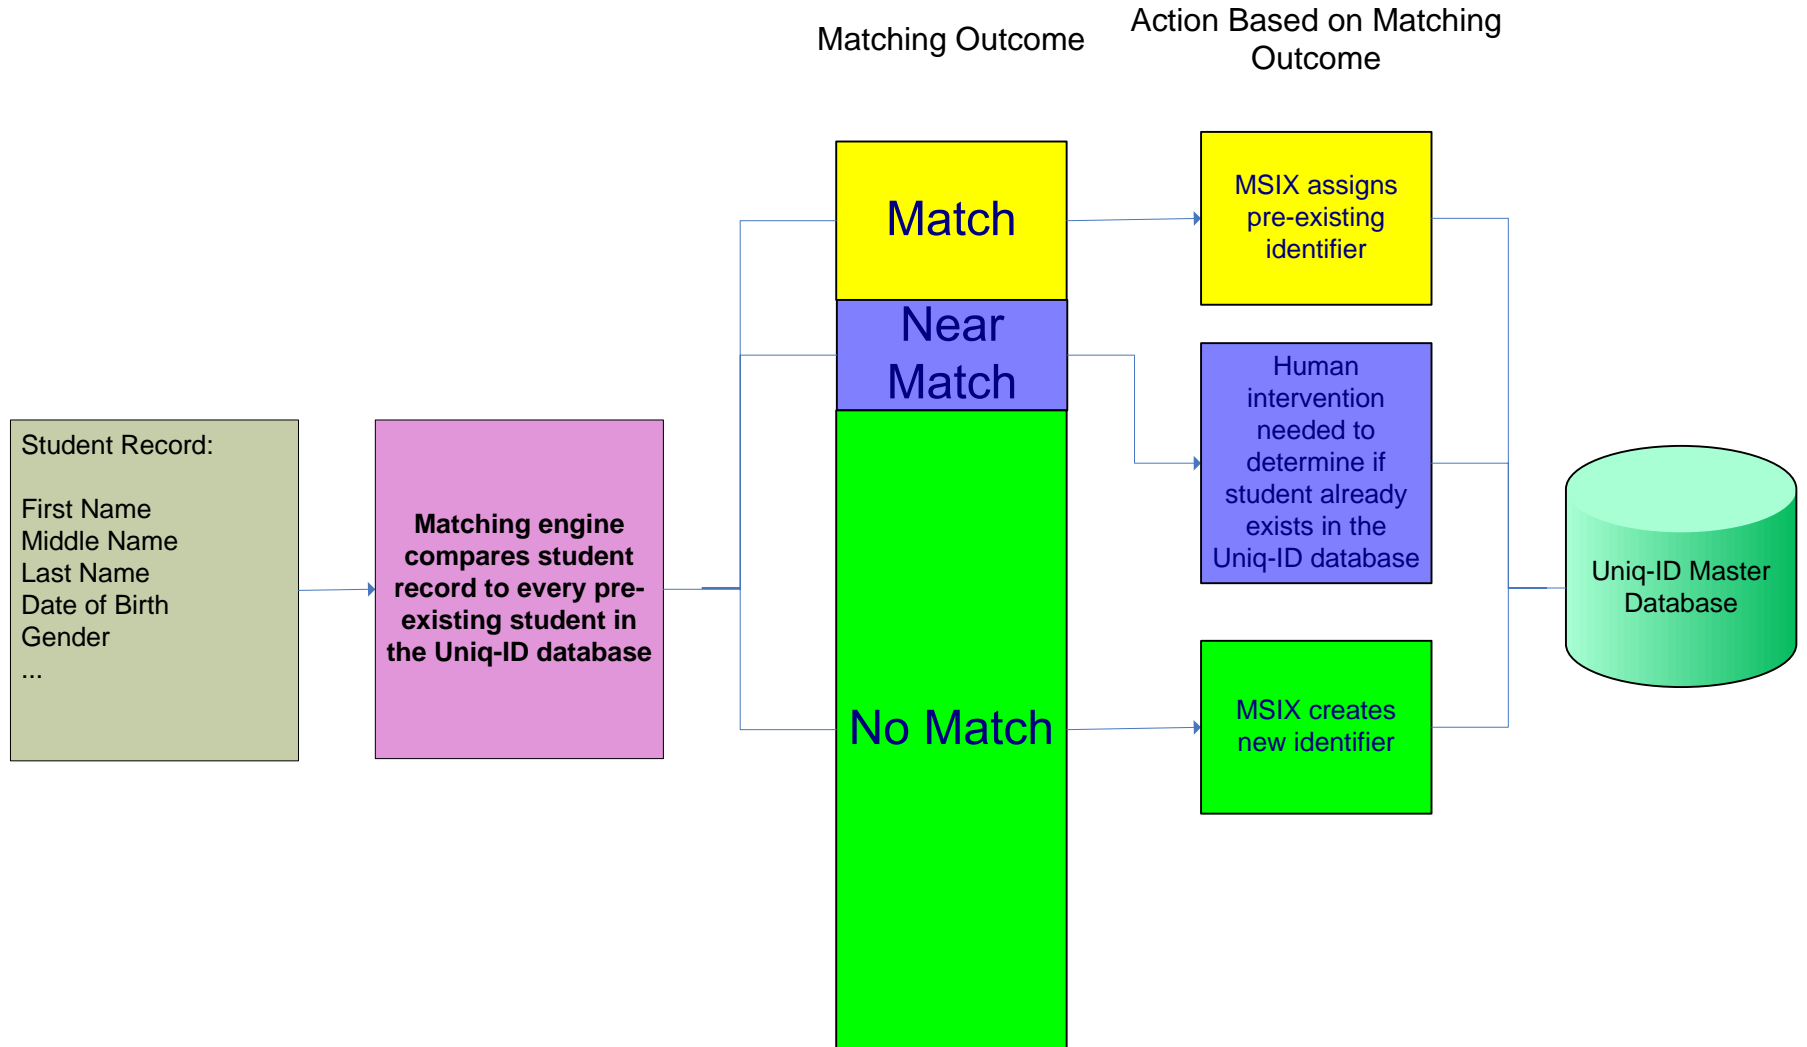 Matching Outcome
Action Based on Matching
Outcome
Student Record:
First Name
Middle Name
Last Name
Date of Birth
Gender
...
Matching engine
compares student
record to every pre-
existing student in
the Uniq-ID database
Match
Near
Match
No Match
MSIX assigns
pre-existing
identifier
Human
intervention
needed to
determine if
student already
exists in the
Uniq-ID database
MSIX creates
new identifier
Uniq-ID Master
Database